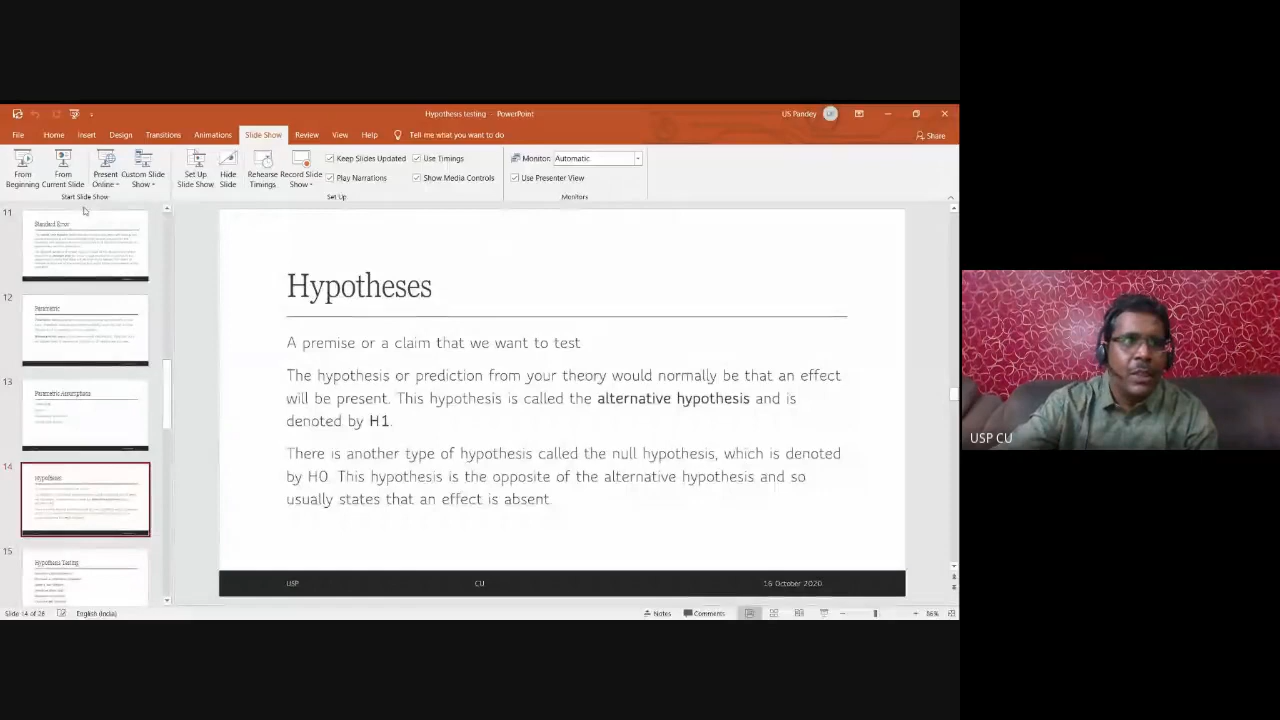 Hypothesis testing — PowerPoint
US Pandey
File Home Insert Design Transitions Animations Slide Show Review View Help Tell me what you want to do
Share
From Beginning
From Current Slide
Present Online
Custom Slide Show
Set Up Slide Show
Hide Slide
Rehearse Timings
Record Slide Show
Keep Slides Updated
Use Timings
Play Narrations
Show Media Controls
Monitor: Automatic
Use Presenter View
Start Slide Show
Set Up
Monitors
11
Standard Error
12
Parametric
13
Parametric Assumptions
14
Hypotheses
15
Hypothesis Testing
Hypotheses
A premise or a claim that we want to test
The hypothesis or prediction from your theory would normally be that an effect
will be present. This hypothesis is called the alternative hypothesis and is
denoted by H1.
There is another type of hypothesis called the null hypothesis, which is denoted
by H0. This hypothesis is the opposite of the alternative hypothesis and so
usually states that an effect is absent.
USP CU 16 October 2020
USP CU
Slide 14 of 28 English (India)
Notes Comments 86%